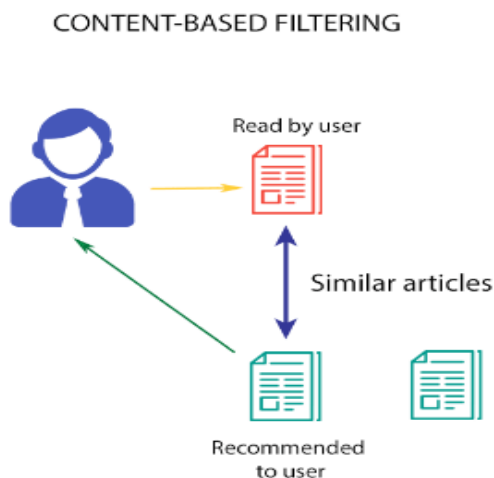 CONTENT-BASED FILTERING
Read by user
Similar articles
Recommended
to user